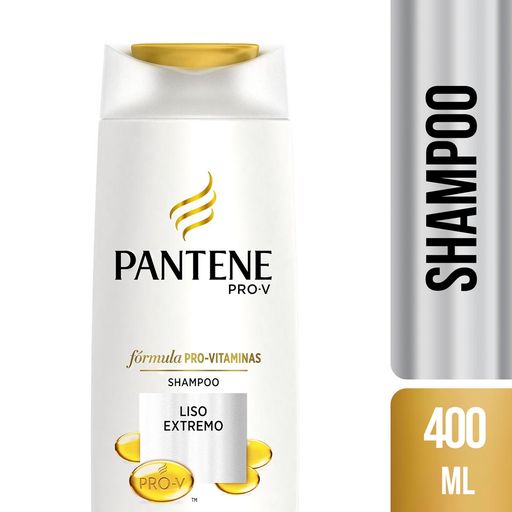 PANTENE
PRO-V
fórmula PRO-VITAMINAS
SHAMPOO
LISO
EXTREMO
PRO-V
TM
SHAMPOO
400
ML